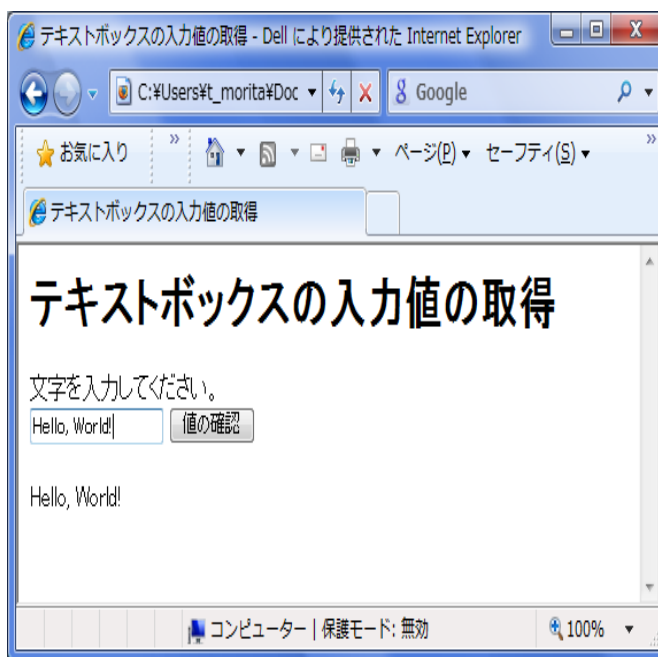 テキストボックスの入力値の取得 - Dell により提供された Internet Explorer
C:¥Users¥t_morita¥Doc
Google
お気に入り » ページ(P) セーフティ(S) »
テキストボックスの入力値の取得
テキストボックスの入力値の取得
文字を入力してください。
Hello, World! 値の確認
Hello, World!
コンピューター | 保護モード: 無効 100%